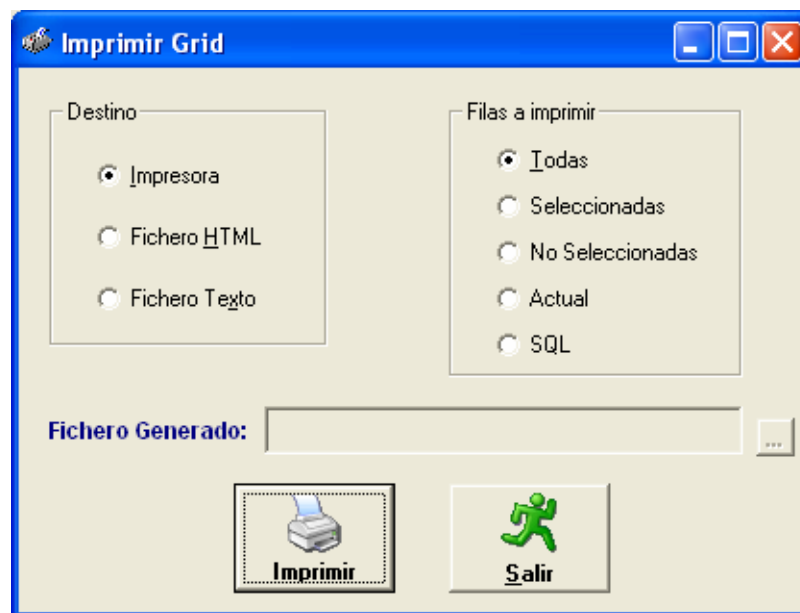 Imprimir Grid
Destino
Impresora
Fichero HTML
Fichero Texto
Filas a imprimir
Todas
Seleccionadas
No Seleccionadas
Actual
SQL
Fichero Generado:
...
Imprimir
Salir